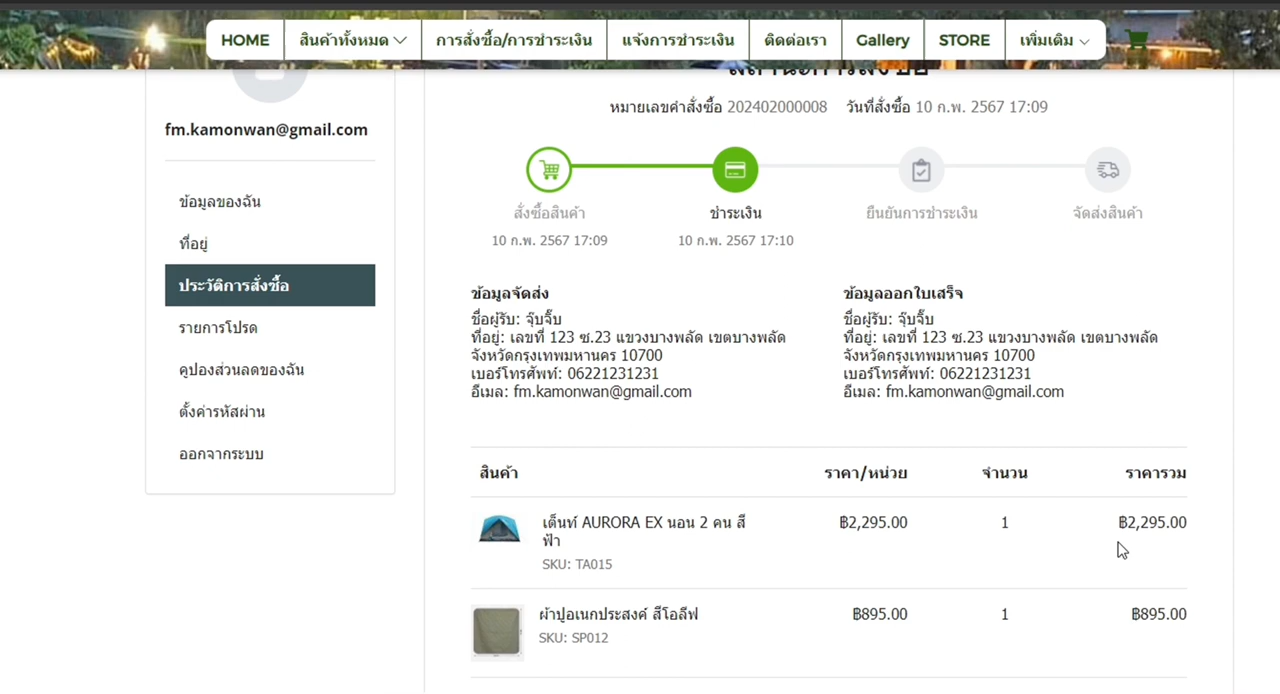 HOME
สินค้าทั้งหมด
การสั่งซื้อ/การชำระเงิน
แจ้งการชำระเงิน
ติดต่อเรา
Gallery
STORE
เพิ่มเติม
fm.kamonwan@gmail.com
ข้อมูลของฉัน
ที่อยู่
ประวัติการสั่งซื้อ
รายการโปรด
คูปองส่วนลดของฉัน
ตั้งค่ารหัสผ่าน
ออกจากระบบ
หมายเลขคำสั่งซื้อ 202402000008 วันที่สั่งซื้อ 10 ก.พ. 2567 17:09
สั่งซื้อสินค้า
10 ก.พ. 2567 17:09
ชำระเงิน
10 ก.พ. 2567 17:10
ยืนยันการชำระเงิน
จัดส่งสินค้า
ข้อมูลจัดส่ง
ชื่อผู้รับ: จุ๊บจิ๊บ
ที่อยู่: เลขที่ 123 ซ.23 แขวงบางพลัด เขตบางพลัด
จังหวัดกรุงเทพมหานคร 10700
เบอร์โทรศัพท์: 06221231231
อีเมล: fm.kamonwan@gmail.com
ข้อมูลออกใบเสร็จ
ชื่อผู้รับ: จุ๊บจิ๊บ
ที่อยู่: เลขที่ 123 ซ.23 แขวงบางพลัด เขตบางพลัด
จังหวัดกรุงเทพมหานคร 10700
เบอร์โทรศัพท์: 06221231231
อีเมล: fm.kamonwan@gmail.com
สินค้า ราคา/หน่วย จำนวน ราคารวม
เต็นท์ AURORA EX นอน 2 คน สี ฿2,295.00 1 ฿2,295.00
ฟ้า
SKU: TA015
ผ้าปูอเนกประสงค์ สีโอลีฟ ฿895.00 1 ฿895.00
SKU: SP012